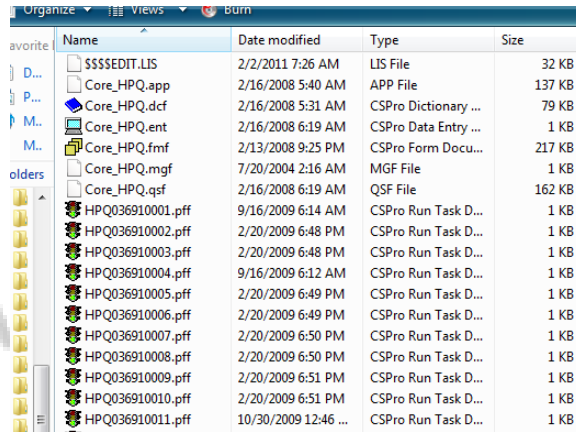 Organize Views Burn
avorite l Name Date modified Type Size
$$$$EDIT.LIS 2/2/2011 7:26 AM LIS File 32 KB
D... Core_HPQ.app 2/16/2008 5:40 AM APP File 137 KB
Core_HPQ.dcf 2/16/2008 5:31 AM CSPro Dictionary ... 79 KB
P... Core_HPQ.ent 2/16/2008 6:19 AM CSPro Data Entry ... 1 KB
M.. Core_HPQ.fmf 2/13/2008 9:25 PM CSPro Form Docu... 217 KB
M.. Core_HPQ.mgf 7/20/2004 2:16 AM MGF File 1 KB
olders Core_HPQ.qsf 2/16/2008 6:19 AM QSF File 162 KB
HPQ036910001.pff 9/16/2009 6:14 AM CSPro Run Task D... 1 KB
HPQ036910002.pff 2/20/2009 6:48 PM CSPro Run Task D... 1 KB
HPQ036910003.pff 2/20/2009 6:48 PM CSPro Run Task D... 1 KB
HPQ036910004.pff 9/16/2009 6:12 AM CSPro Run Task D... 1 KB
HPQ036910005.pff 2/20/2009 6:49 PM CSPro Run Task D... 1 KB
HPQ036910006.pff 2/20/2009 6:49 PM CSPro Run Task D... 1 KB
HPQ036910007.pff 2/20/2009 6:50 PM CSPro Run Task D... 1 KB
HPQ036910008.pff 2/20/2009 6:50 PM CSPro Run Task D... 1 KB
HPQ036910009.pff 2/20/2009 6:51 PM CSPro Run Task D... 1 KB
HPQ036910010.pff 2/20/2009 6:51 PM CSPro Run Task D... 1 KB
HPQ036910011.pff 10/30/2009 12:46 ... CSPro Run Task D... 1 KB